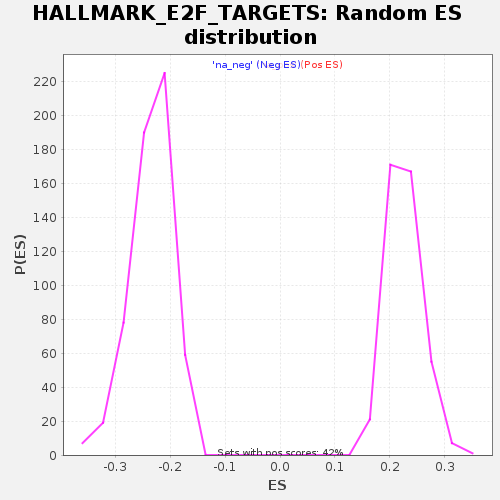 HALLMARK_E2F_TARGETS: Random ES
distribution
'na_neg' (Neg ES)(Pos ES)
P(ES)
220
200
180
160
140
120
100
80
60
40
20
0
Sets with pos scores: 42%
-0.3 -0.2 -0.1 0.0 0.1 0.2 0.3
ES